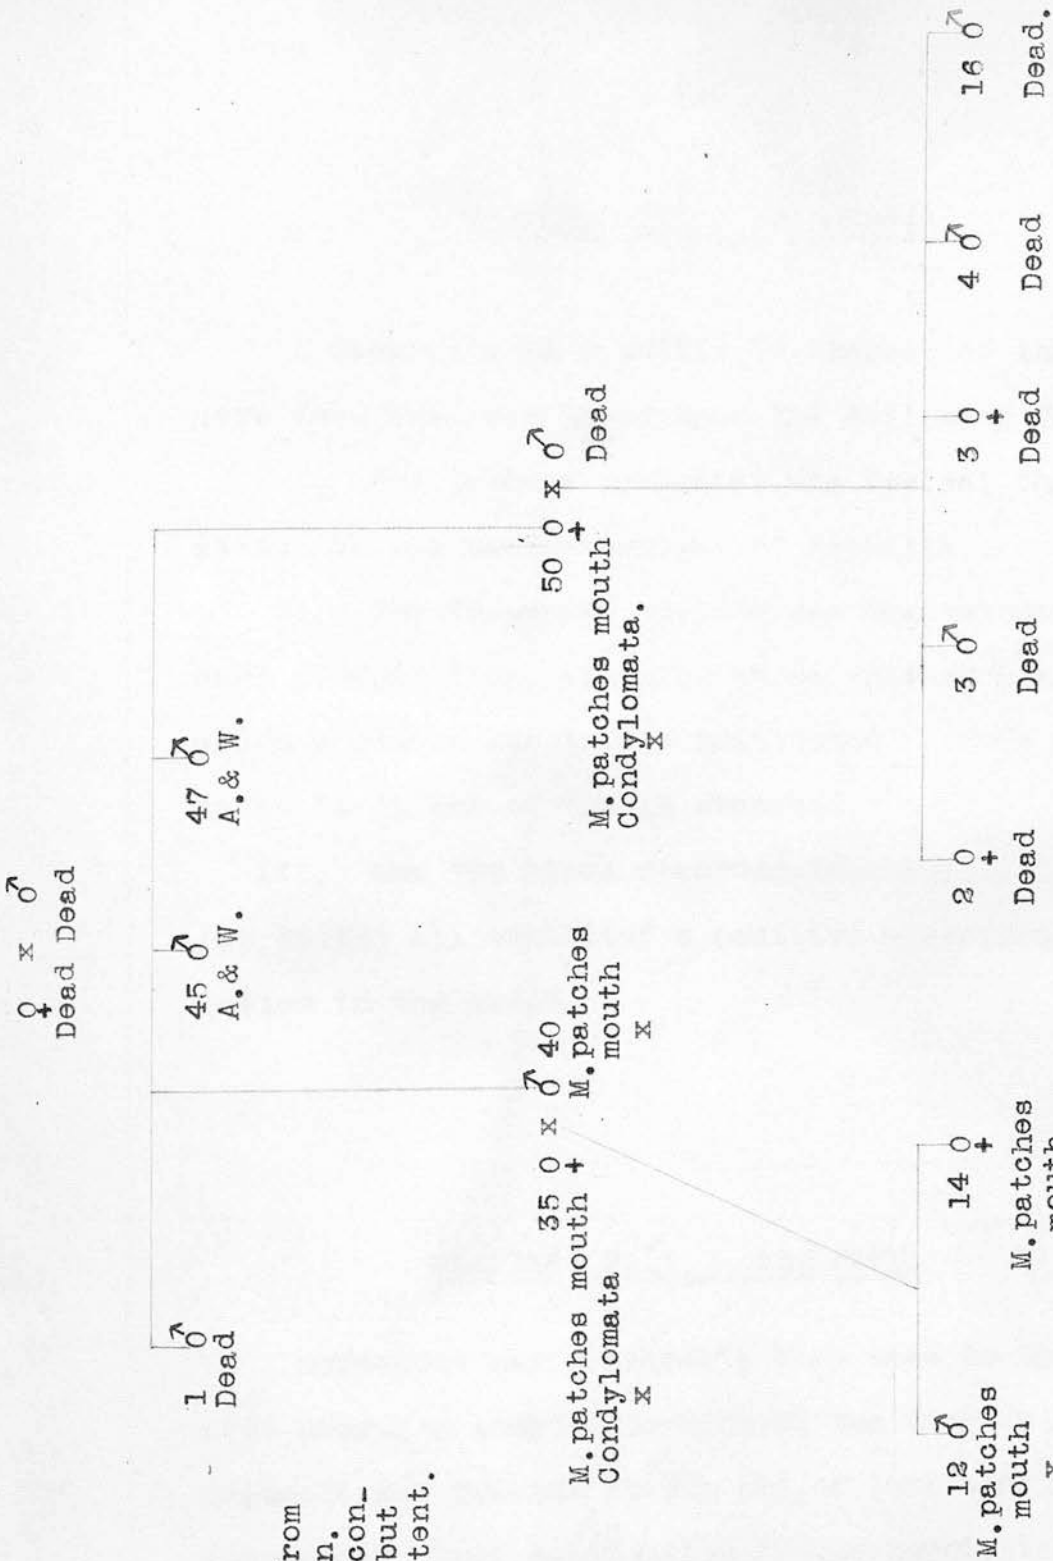 ♀ x ♂
Dead Dead
1 ♂
Dead
45 ♂
A.& W.
47 ♂
A.& W.
rom
n.
con_
but
tent.
35 ♀ x ♂ 40
M.patches mouth
Condylomata
x
M.patches
mouth
x
50 ♀ x ♂
M.patches mouth
Condylomata.
x
Dead
12 ♂
M.patches
mouth
x
14 ♀
M.patches
mouth
2 ♀
Dead
3 ♂
Dead
3 ♀
Dead
4 ♂
Dead
16 ♂
Dead.